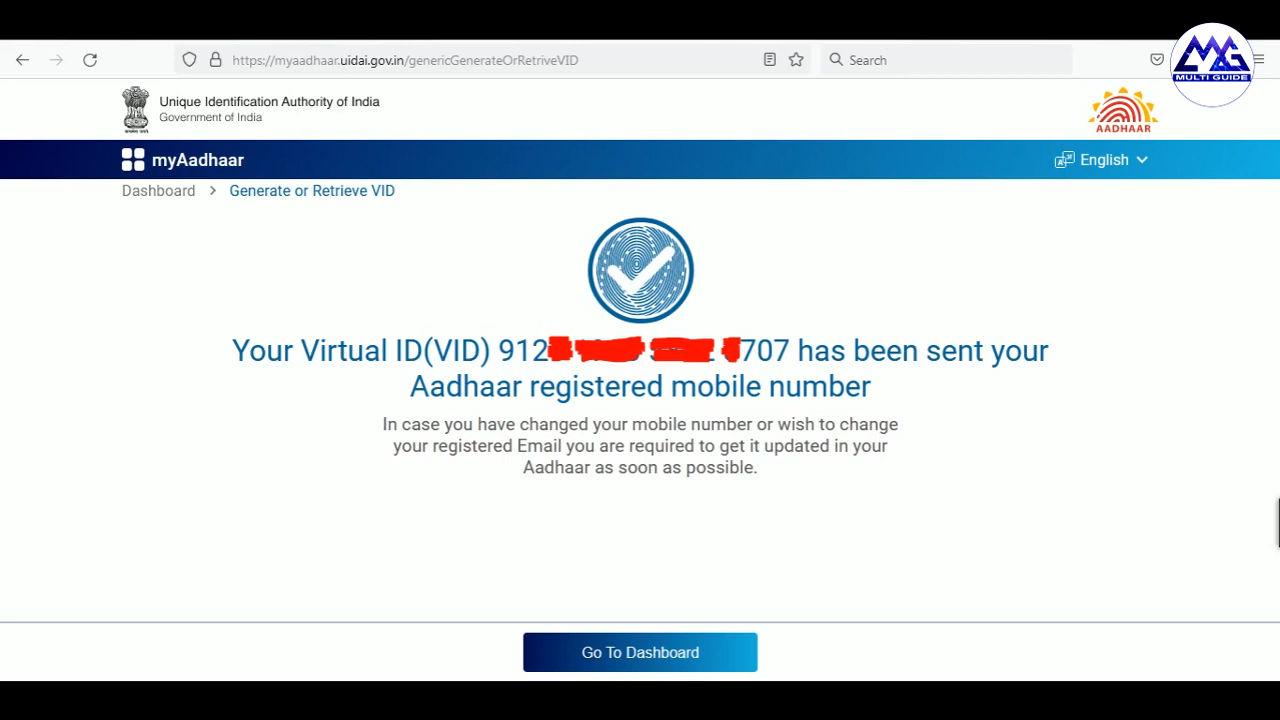 https://myaadhaar.uidai.gov.in/genericGenerateOrRetriveVID
Search
MULTI GUIDE
Unique Identification Authority of India
Government of India
AADHAAR
myAadhaar
English
Dashboard > Generate or Retrieve VID
Your Virtual ID(VID) 912 707 has been sent your
Aadhaar registered mobile number
In case you have changed your mobile number or wish to change
your registered Email you are required to get it updated in your
Aadhaar as soon as possible.
Go To Dashboard